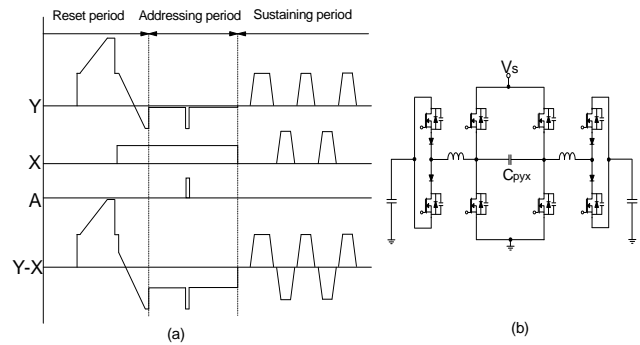 Reset period Addressing period Sustaining period
Y
X
A
Y-X
(a)
Vs
Cpyx
(b)